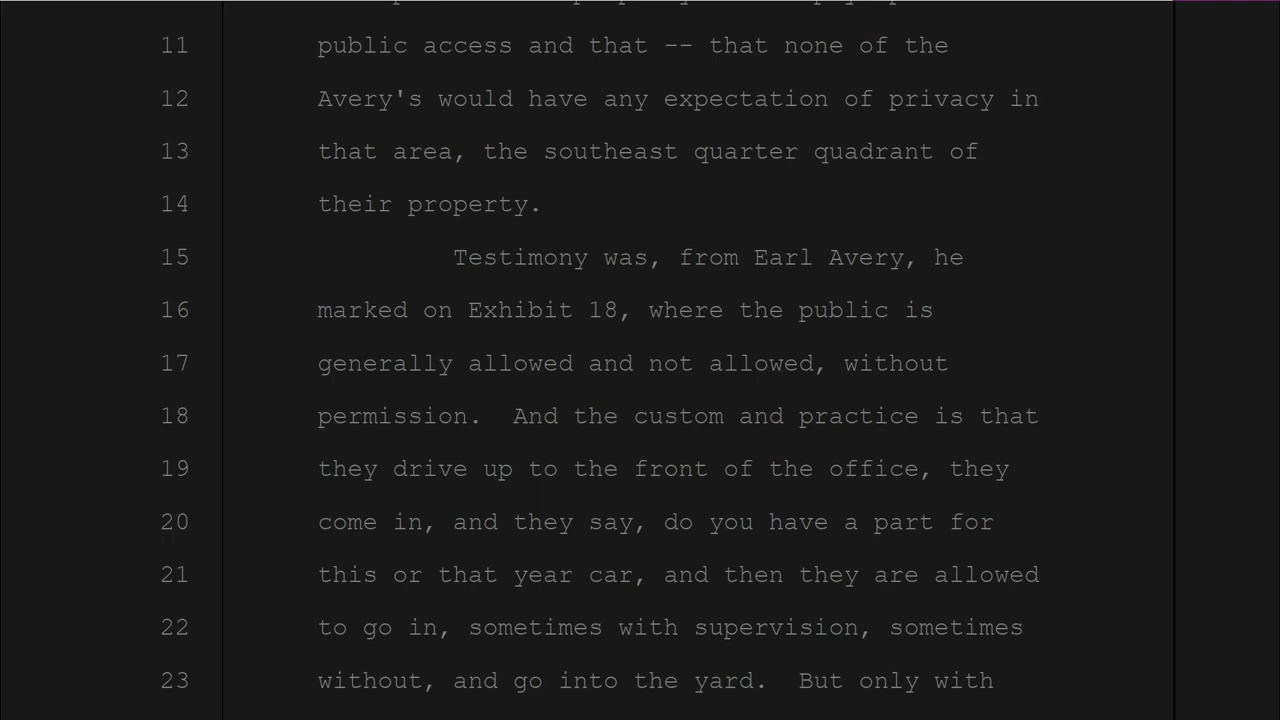 11 public access and that -- that none of the
12 Avery's would have any expectation of privacy in
13 that area, the southeast quarter quadrant of
14 their property.
15 Testimony was, from Earl Avery, he
16 marked on Exhibit 18, where the public is
17 generally allowed and not allowed, without
18 permission.  And the custom and practice is that
19 they drive up to the front of the office, they
20 come in, and they say, do you have a part for
21 this or that year car, and then they are allowed
22 to go in, sometimes with supervision, sometimes
23 without, and go into the yard.  But only with